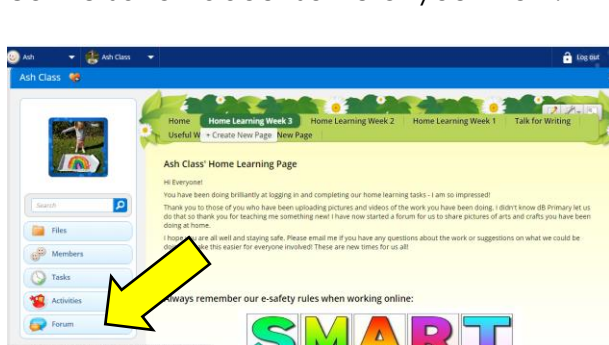 Ash Ash Class Log out
Ash Class
Home Home Learning Week 3 Home Learning Week 2 Home Learning Week 1 Talk for Writing
Useful W + Create New Page New Page
Ash Class' Home Learning Page
Hi Everyone!
You have been doing brilliantly at logging in and completing our home learning tasks - I am so impressed!
Thank you to those of you who have been uploading pictures and videos of the work you have been doing. I didn't know dB Primary let us
do that so thank you for teaching me something new! I have now started a forum for us to share pictures of arts and crafts you have been
doing at home.
I hope you are all well and staying safe. Please email me if you have any questions about the work or suggestions on what we could be
this easier for everyone involved! These are new times for us all!
Always remember our e-safety rules when working online:
SMART
Search
Files
Members
Tasks
Activities
Forum